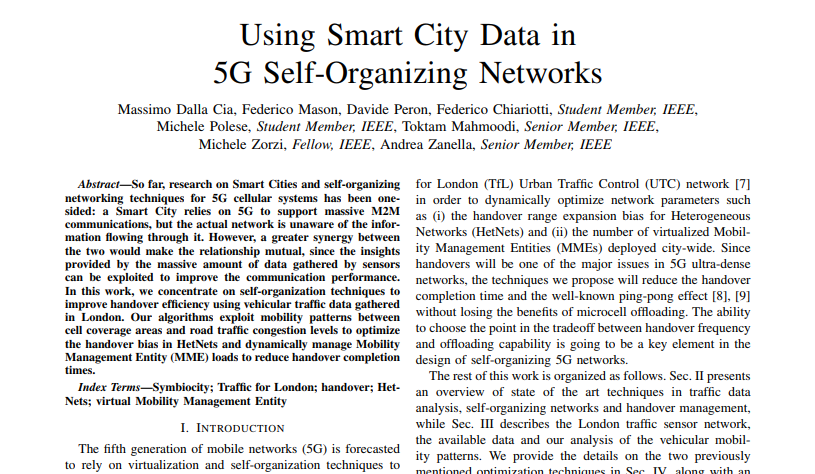 Using Smart City Data in
5G Self-Organizing Networks
Massimo Dalla Cia, Federico Mason, Davide Peron, Federico Chiariotti, Student Member, IEEE,
Michele Polese, Student Member, IEEE, Toktam Mahmoodi, Senior Member, IEEE,
Michele Zorzi, Fellow, IEEE, Andrea Zanella, Senior Member, IEEE
Abstract—So far, research on Smart Cities and self-organizing
networking techniques for 5G cellular systems has been one-
sided: a Smart City relies on 5G to support massive M2M
communications, but the actual network is unaware of the infor-
mation flowing through it. However, a greater synergy between
the two would make the relationship mutual, since the insights
provided by the massive amount of data gathered by sensors
can be exploited to improve the communication performance.
In this work, we concentrate on self-organization techniques to
improve handover efficiency using vehicular traffic data gathered
in London. Our algorithms exploit mobility patterns between
cell coverage areas and road traffic congestion levels to optimize
the handover bias in HetNets and dynamically manage Mobility
Management Entity (MME) loads to reduce handover completion
times.
Index Terms—Symbiocity; Traffic for London; handover; Het-
Nets; virtual Mobility Management Entity
I. INTRODUCTION
The fifth generation of mobile networks (5G) is forecasted
to rely on virtualization and self-organization techniques to
for London (TfL) Urban Traffic Control (UTC) network [7]
in order to dynamically optimize network parameters such
as (i) the handover range expansion bias for Heterogeneous
Networks (HetNets) and (ii) the number of virtualized Mobil-
ity Management Entities (MMEs) deployed city-wide. Since
handovers will be one of the major issues in 5G ultra-dense
networks, the techniques we propose will reduce the handover
completion time and the well-known ping-pong effect [8], [9]
without losing the benefits of microcell offloading. The ability
to choose the point in the tradeoff between handover frequency
and offloading capability is going to be a key element in the
design of self-organizing 5G networks.
The rest of this work is organized as follows. Sec. II presents
an overview of state of the art techniques in traffic data
analysis, self-organizing networks and handover management,
while Sec. III describes the London traffic sensor network,
the available data and our analysis of the vehicular mobil-
ity patterns. We provide the details on the two previously
mentioned optimization techniques in Sec. IV, along with an